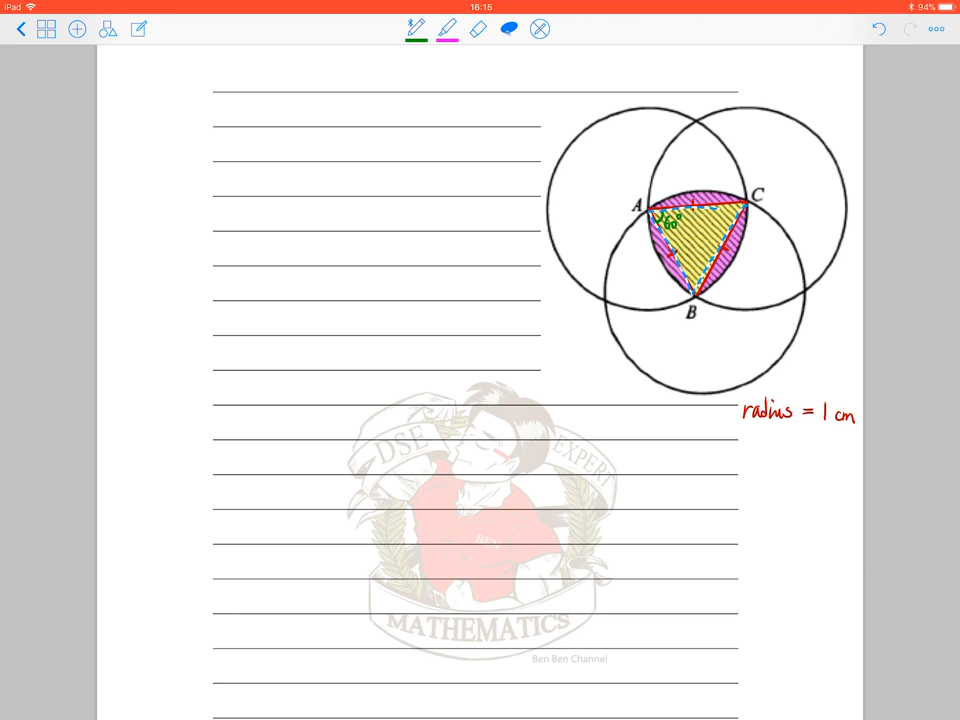 iPad 16:15 94%
A C
60°
B
radius = 1 cm
DSE EXPERT
BEN
MATHEMATICS
Ben Ben Channel